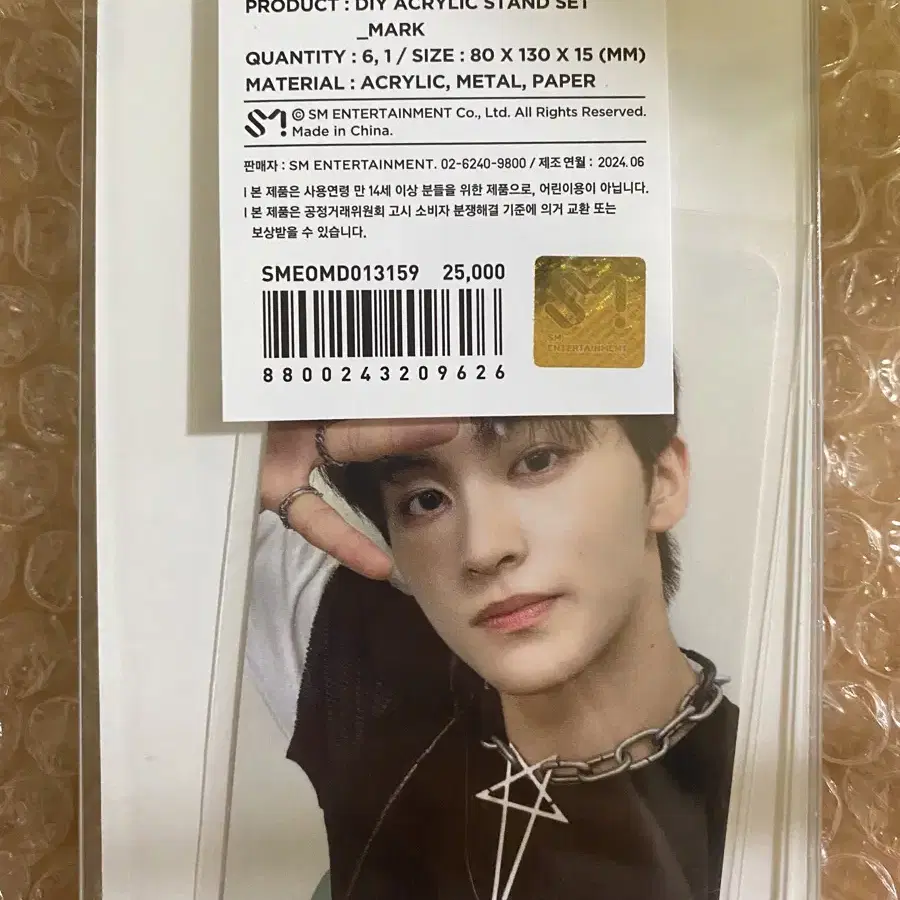 PRODUCT : DIY ACRYLIC STAND SET
_MARK
QUANTITY : 6, 1 / SIZE : 80 X 130 X 15 (MM)
MATERIAL : ACRYLIC, METAL, PAPER
SM! © SM ENTERTAINMENT Co., Ltd. All Rights Reserved.
Made in China.
판매자 : SM ENTERTAINMENT. 02-6240-9800 / 제조연월 : 2024.06
l 본 제품은 사용연령 만 14세 이상 분들을 위한 제품으로, 어린이용이 아닙니다.
l 본 제품은 공정거래위원회 고시 소비자 분쟁해결 기준에 의거 교환 또는
보상받을 수 있습니다.
SMEOMD013159 25,000
8800243209626
SM!
SM
ENTERTAINMENT